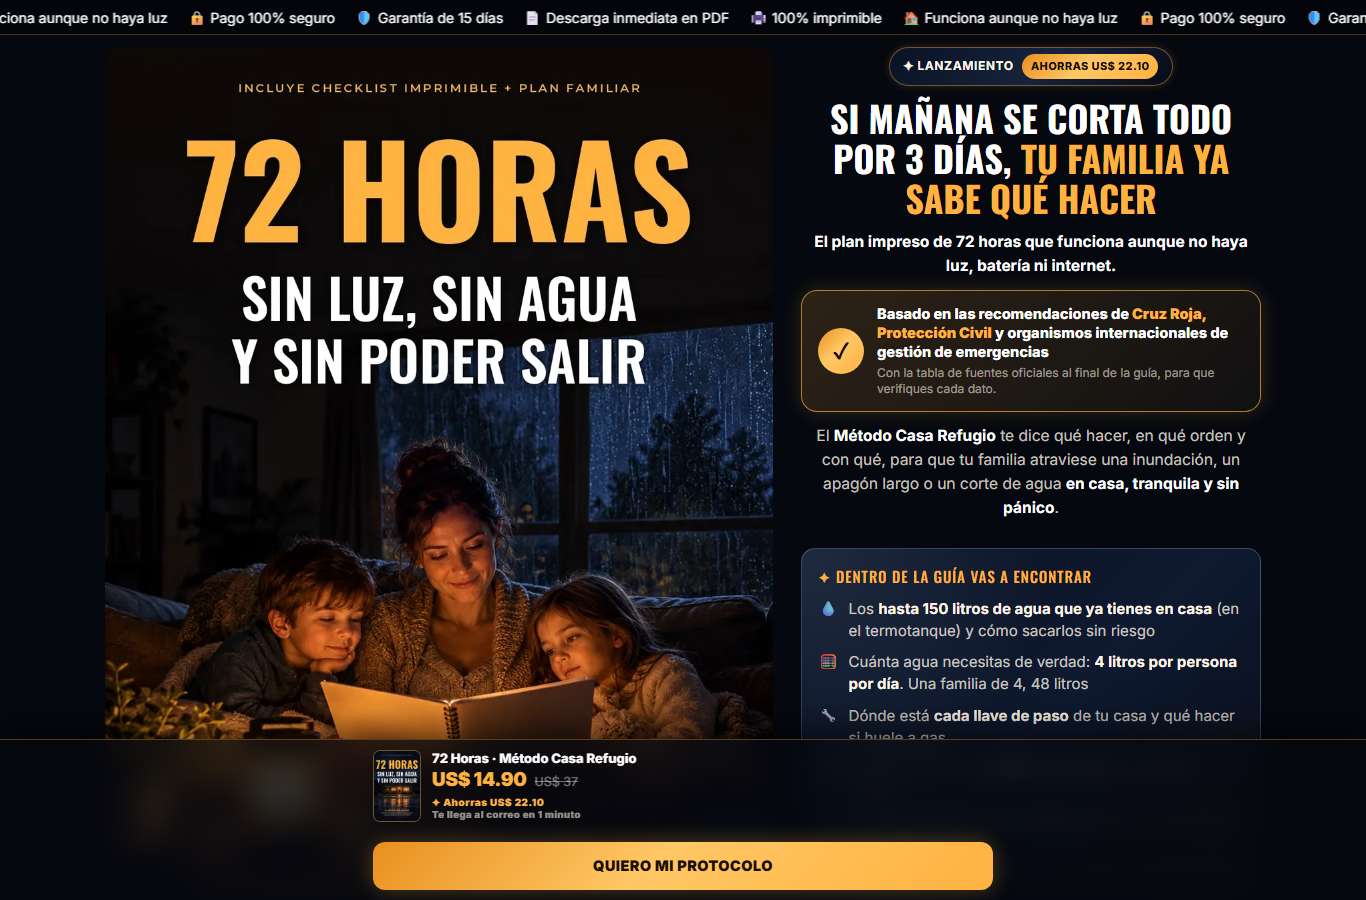 ciona aunque no haya luz Pago 100% seguro Garantía de 15 días Descarga inmediata en PDF 100% imprimible Funciona aunque no haya luz Pago 100% seguro Garan
INCLUYE CHECKLIST IMPRIMIBLE + PLAN FAMILIAR
72 HORAS
SIN LUZ, SIN AGUA
Y SIN PODER SALIR
✦ LANZAMIENTO AHORRAS US$ 22.10
SI MAÑANA SE CORTA TODO
POR 3 DÍAS, TU FAMILIA YA
SABE QUÉ HACER
El plan impreso de 72 horas que funciona aunque no haya
luz, batería ni internet.
Basado en las recomendaciones de Cruz Roja,
Protección Civil y organismos internacionales de
gestión de emergencias
Con la tabla de fuentes oficiales al final de la guía, para que
verifiques cada dato.
El Método Casa Refugio te dice qué hacer, en qué orden y
con qué, para que tu familia atraviese una inundación, un
apagón largo o un corte de agua en casa, tranquila y sin
pánico.
✦ DENTRO DE LA GUÍA VAS A ENCONTRAR
Los hasta 150 litros de agua que ya tienes en casa (en
el termotanque) y cómo sacarlos sin riesgo
Cuánta agua necesitas de verdad: 4 litros por persona
por día. Una familia de 4, 48 litros
Dónde está cada llave de paso de tu casa y qué hacer
si huele a gas
72 HORAS
SIN LUZ, SIN AGUA
Y SIN PODER SALIR
72 Horas · Método Casa Refugio
US$ 14.90 US$ 37
✦ Ahorras US$ 22.10
Te llega al correo en 1 minuto
QUIERO MI PROTOCOLO